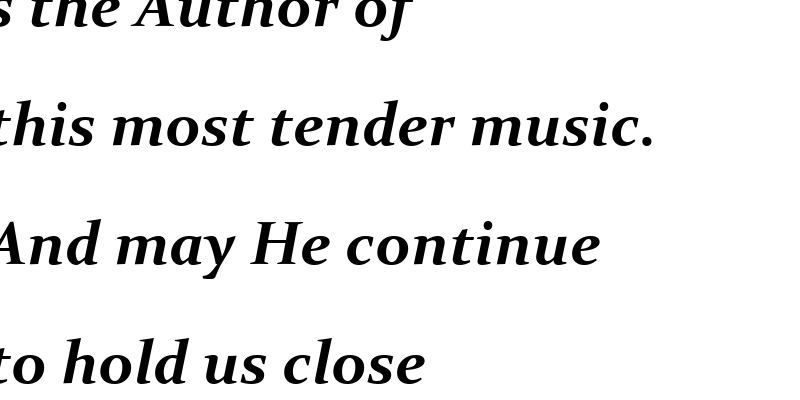 the Author of
this most tender music.
And may He continue
to hold us close